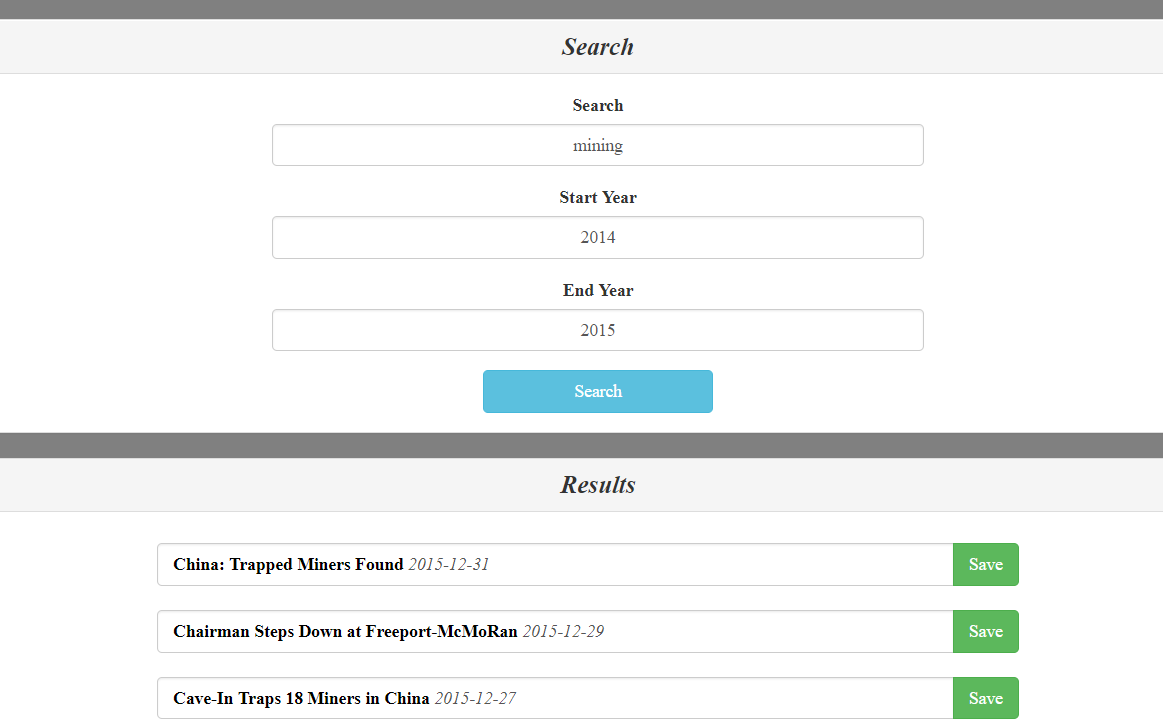 Search
Search
mining
Start Year
2014
End Year
2015
Search
Results
China: Trapped Miners Found 2015-12-31 Save
Chairman Steps Down at Freeport-McMoRan 2015-12-29 Save
Cave-In Traps 18 Miners in China 2015-12-27 Save